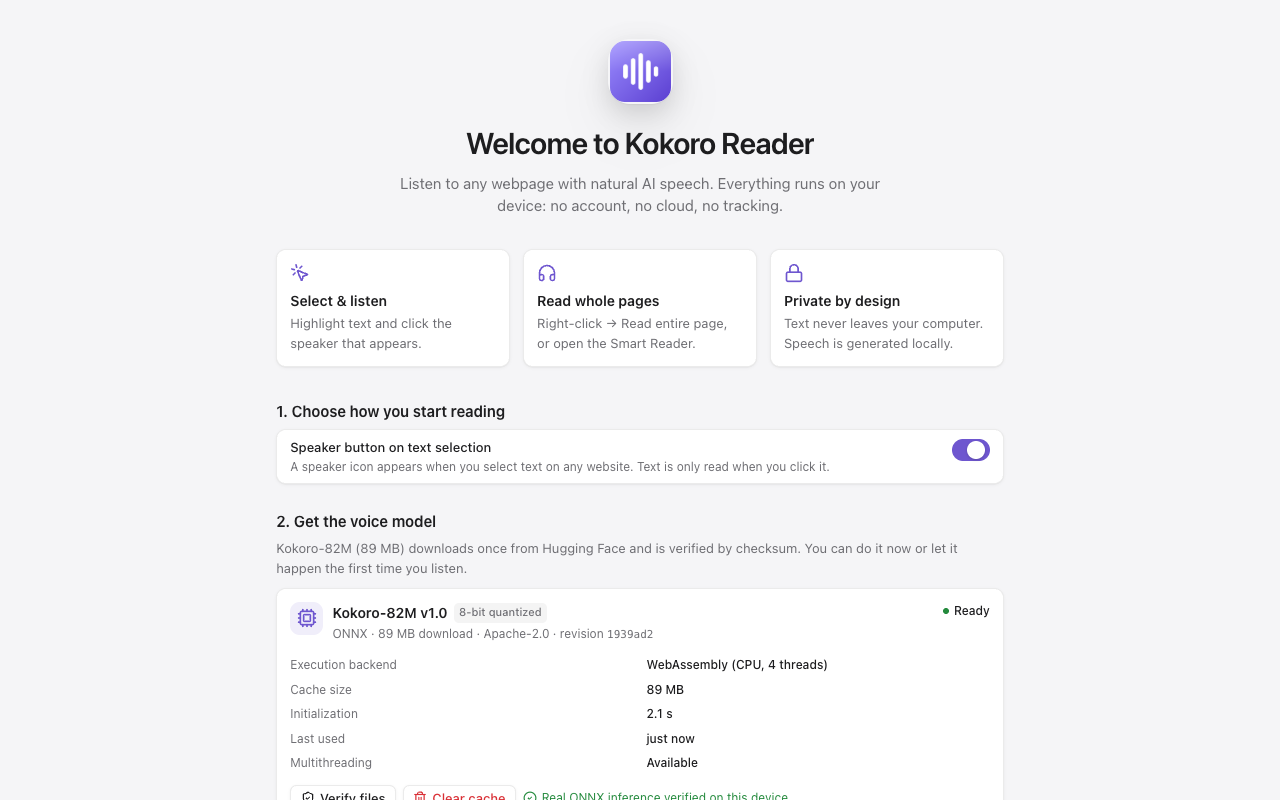 Welcome to Kokoro Reader
Listen to any webpage with natural AI speech. Everything runs on your
device: no account, no cloud, no tracking.
Select & listen
Highlight text and click the
speaker that appears.
Read whole pages
Right-click → Read entire page,
or open the Smart Reader.
Private by design
Text never leaves your computer.
Speech is generated locally.
1. Choose how you start reading
Speaker button on text selection
A speaker icon appears when you select text on any website. Text is only read when you click it.
2. Get the voice model
Kokoro-82M (89 MB) downloads once from Hugging Face and is verified by checksum. You can do it now or let it
happen the first time you listen.
Kokoro-82M v1.0 8-bit quantized Ready
ONNX · 89 MB download · Apache-2.0 · revision 1939ad2
Execution backend WebAssembly (CPU, 4 threads)
Cache size 89 MB
Initialization 2.1 s
Last used just now
Multithreading Available
Verify files Clear cache Real ONNX inference verified on this device